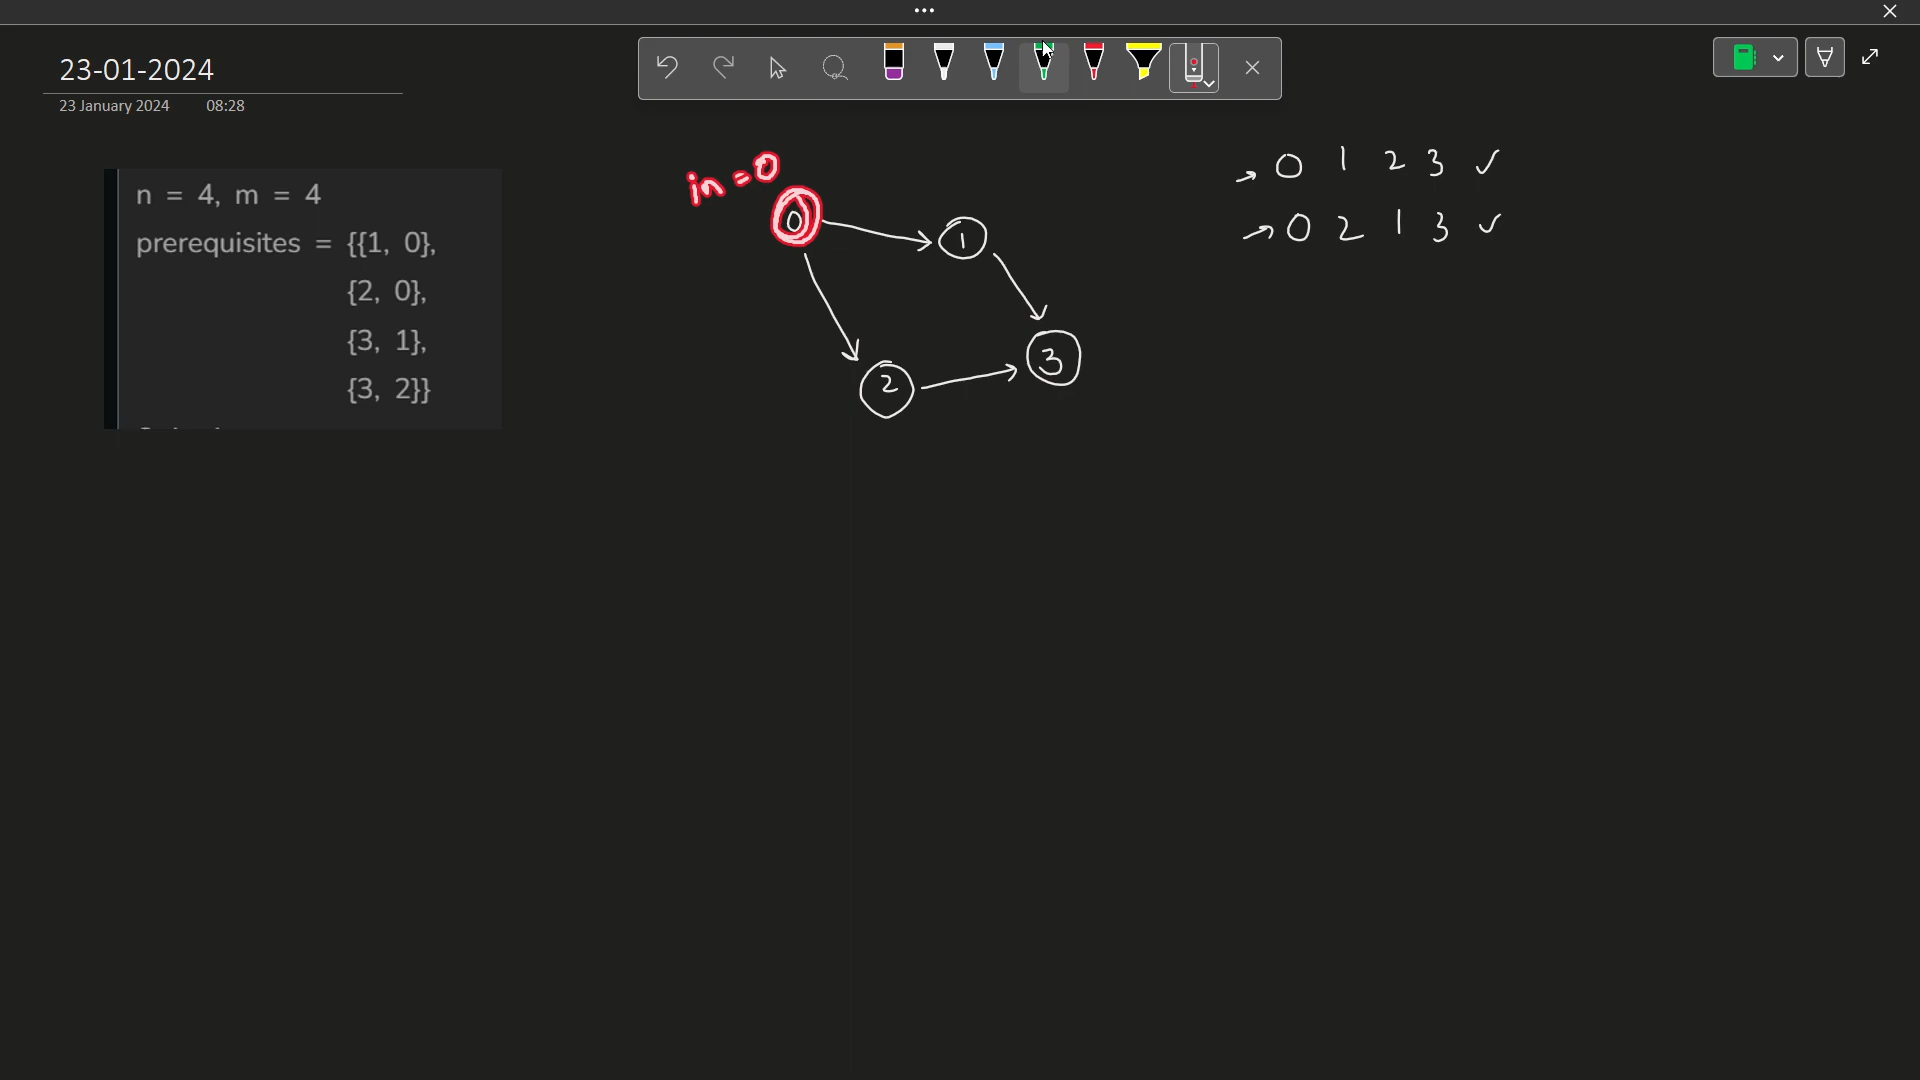 23-01-2024
23 January 2024 08:28
n = 4, m = 4
prerequisites = {{1, 0},
{2, 0},
{3, 1},
{3, 2}}
in = 0
0
1
2
3
→ 0 1 2 3 ✓
→ 0 2 1 3 ✓